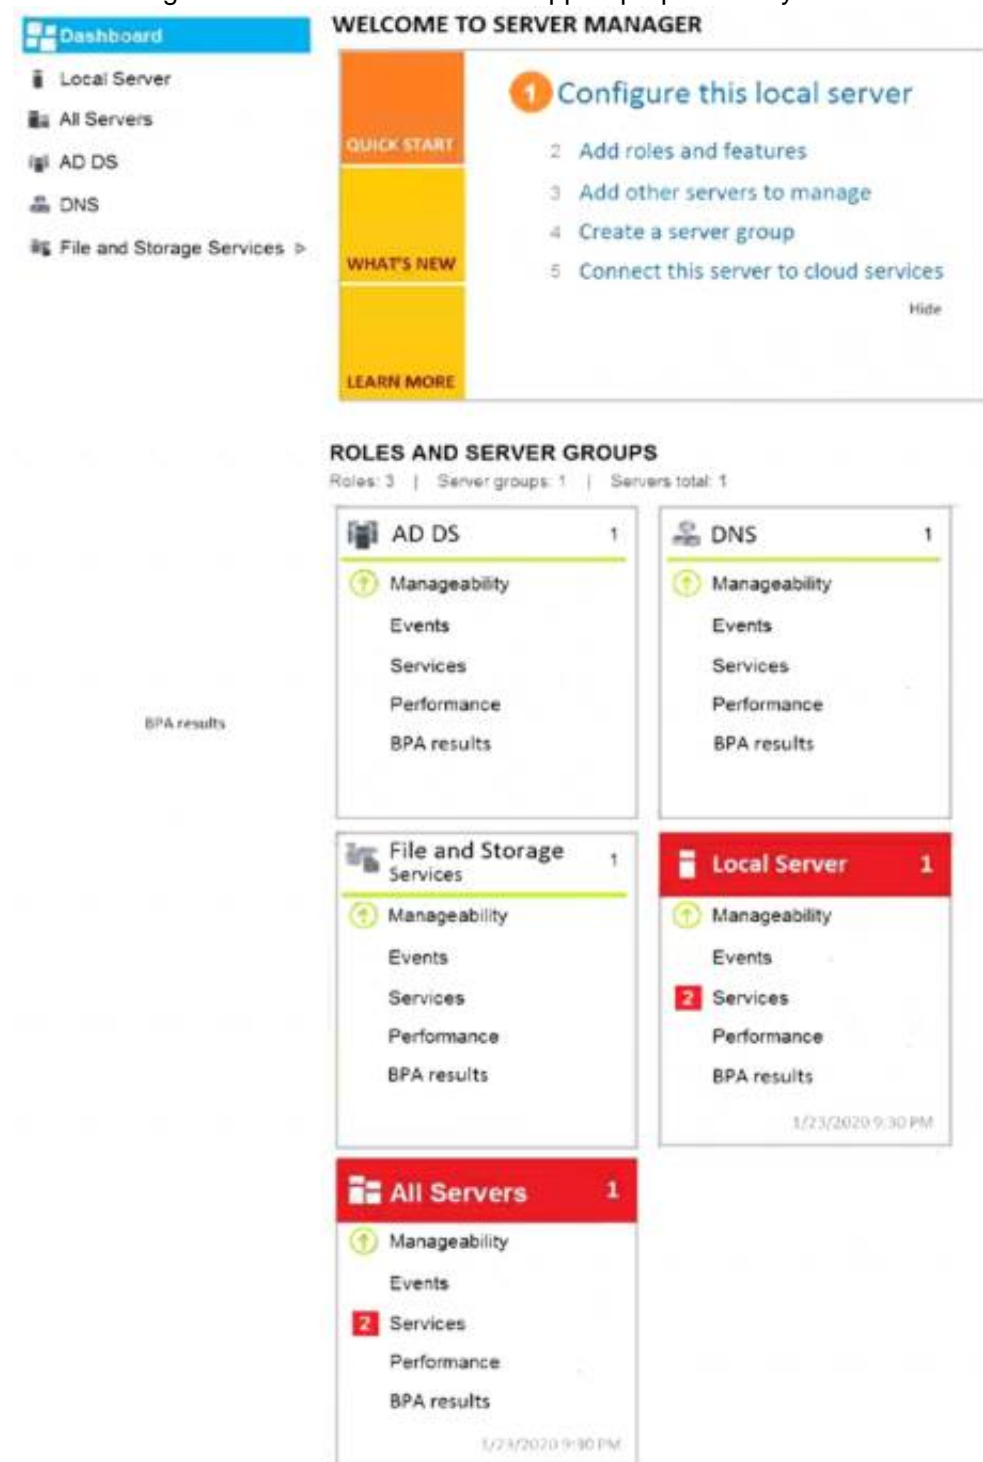 Dashboard
Local Server
All Servers
AD DS
DNS
File and Storage Services
WELCOME TO SERVER MANAGER
QUICK START
WHAT'S NEW
LEARN MORE
1 Configure this local server
2 Add roles and features
3 Add other servers to manage
4 Create a server group
5 Connect this server to cloud services
Hide
ROLES AND SERVER GROUPS
Roles: 3 | Server groups: 1 | Servers total: 1
AD DS 1
Manageability
Events
Services
Performance
BPA results
DNS 1
Manageability
Events
Services
Performance
BPA results
BPA results
File and Storage 1
Services
Manageability
Events
Services
Performance
BPA results
Local Server 1
Manageability
Events
2 Services
Performance
BPA results
1/23/2020 9:30 PM
All Servers 1
Manageability
Events
2 Services
Performance
BPA results
1/23/2020 9:30 PM